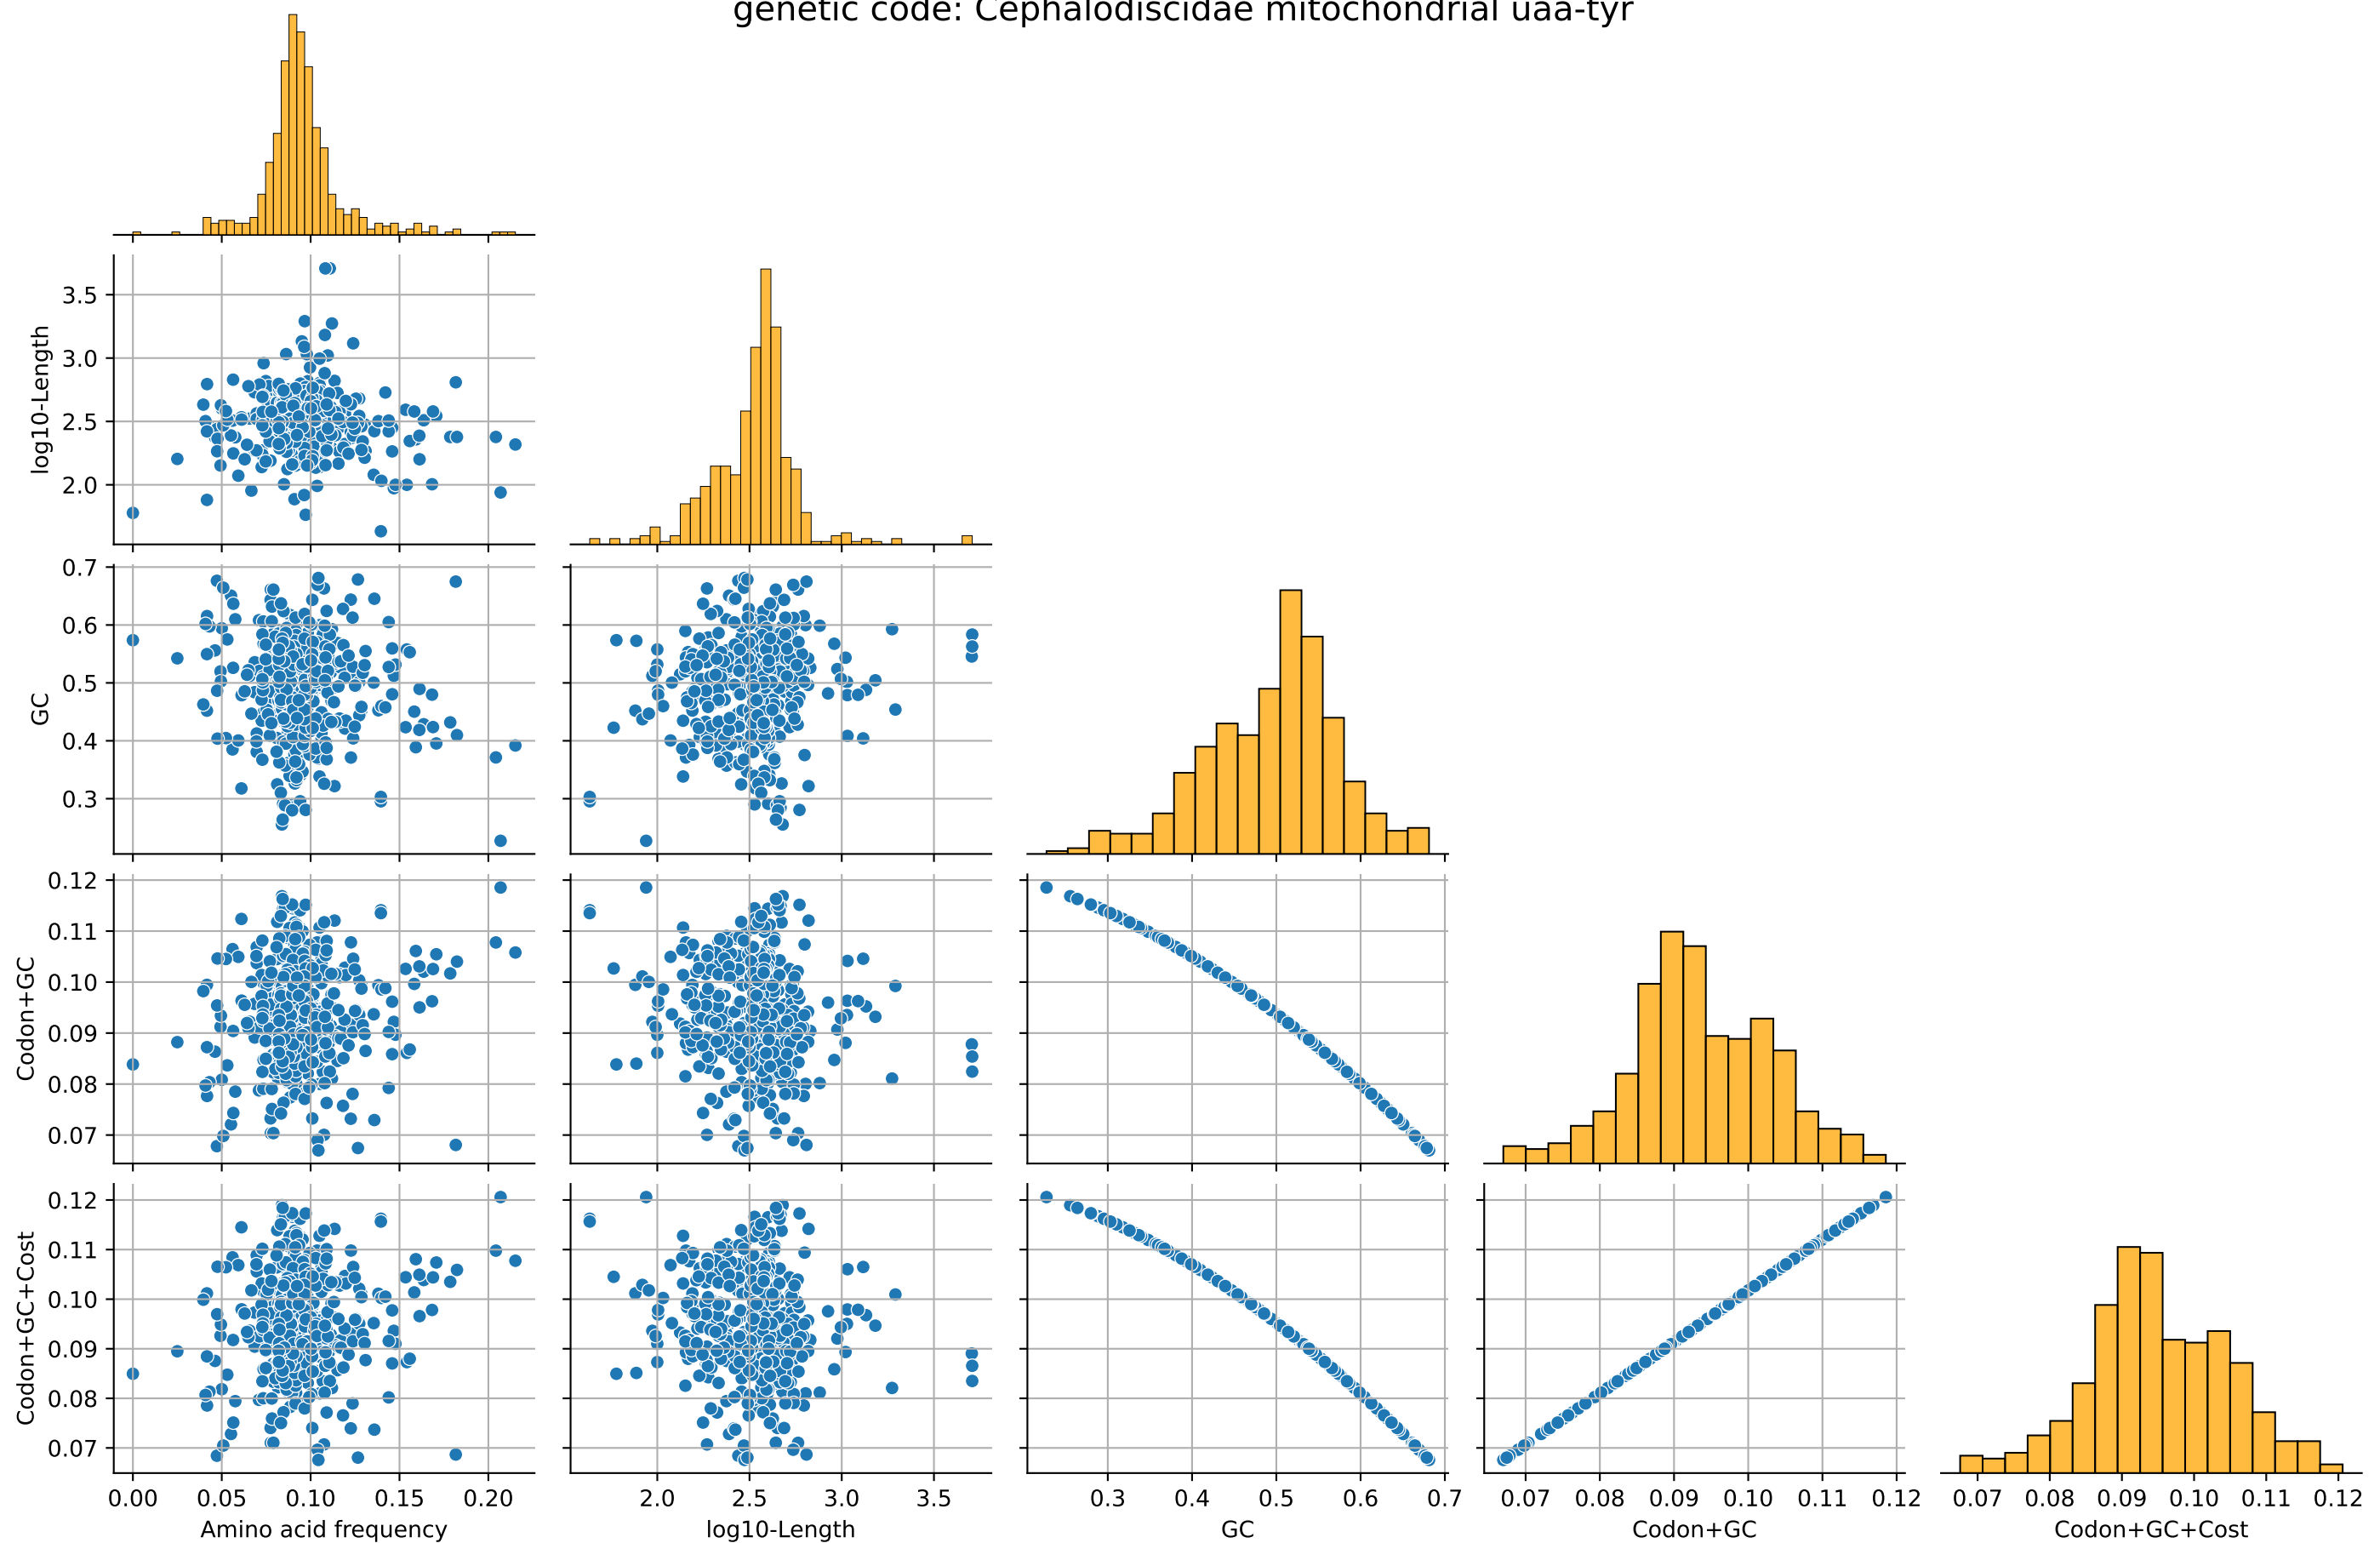 genetic code: Cephalodiscidae mitochondrial uaa-tyr
3.5
3.0
2.5
2.0
log10-Length
0.7
0.6
0.5
0.4
0.3
GC
0.12
0.11
0.10
0.09
0.08
0.07
Codon+GC
0.12
0.11
0.10
0.09
0.08
0.07
Codon+GC+Cost
0.00 0.05 0.10 0.15 0.20
Amino acid frequency
2.0 2.5 3.0 3.5
log10-Length
0.3 0.4 0.5 0.6 0.7
GC
0.07 0.08 0.09 0.10 0.11 0.12
Codon+GC
0.07 0.08 0.09 0.10 0.11 0.12
Codon+GC+Cost